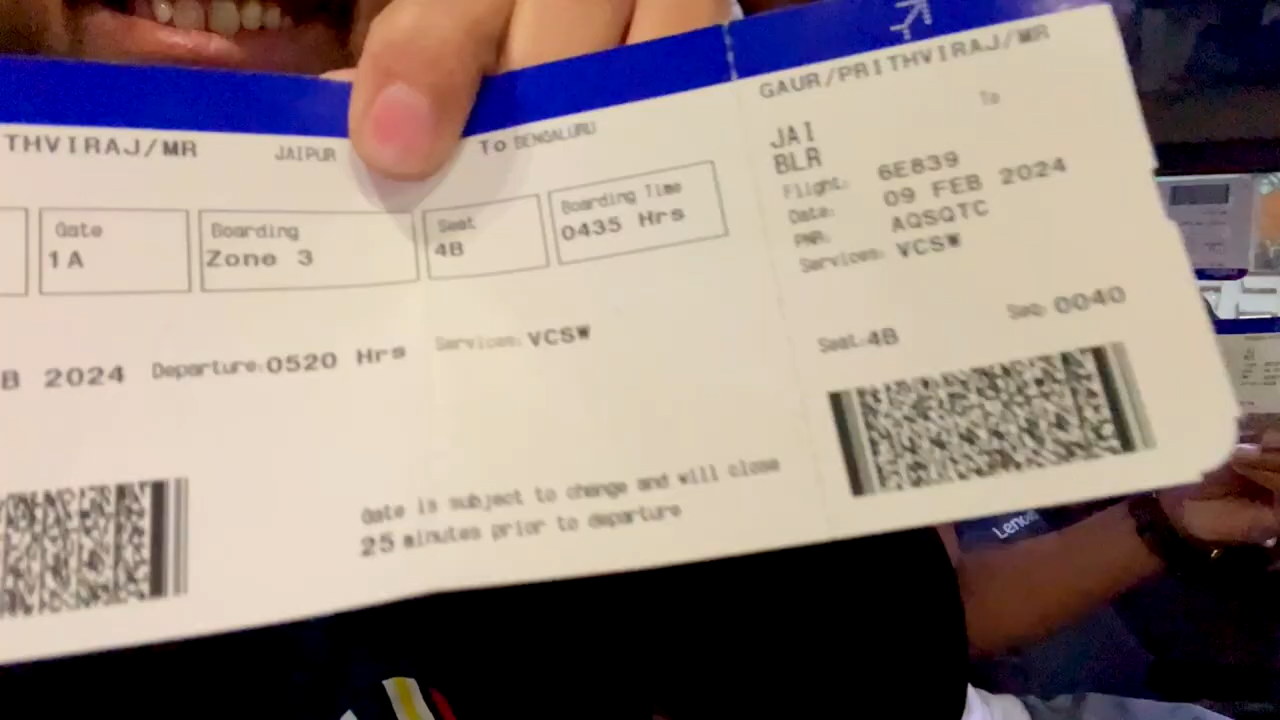 THVIRAJ/MR JAIPUR To BENGALURU
Gate Boarding Seat Boarding Time
1A Zone 3 4B 0435 Hrs
B 2024 Departure:0520 Hrs Services:VCSW
Gate is subject to change and will close
25 minutes prior to departure
GAUR/PRITHVIRAJ/MR
To
JAI
BLR
Flight: 6E839
Date: 09 FEB 2024
PNR: AQSQTC
Services: VCSW
Seq: 0040
Seat:4B
Leno